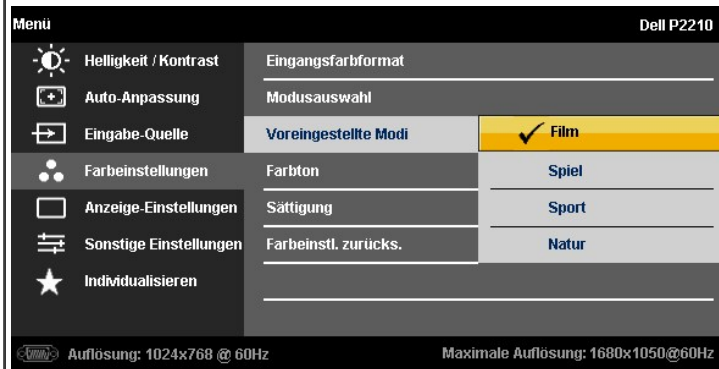 Menü Dell P2210
Helligkeit / Kontrast Eingangsfarbformat
Auto-Anpassung Modusauswahl
Eingabe-Quelle Voreingestellte Modi Film
Farbeinstellungen Farbton Spiel
Anzeige-Einstellungen Sättigung Sport
Sonstige Einstellungen Farbeinstl. zurücks. Natur
Individualisieren
Auflösung: 1024x768 @ 60Hz Maximale Auflösung: 1680x1050@60Hz